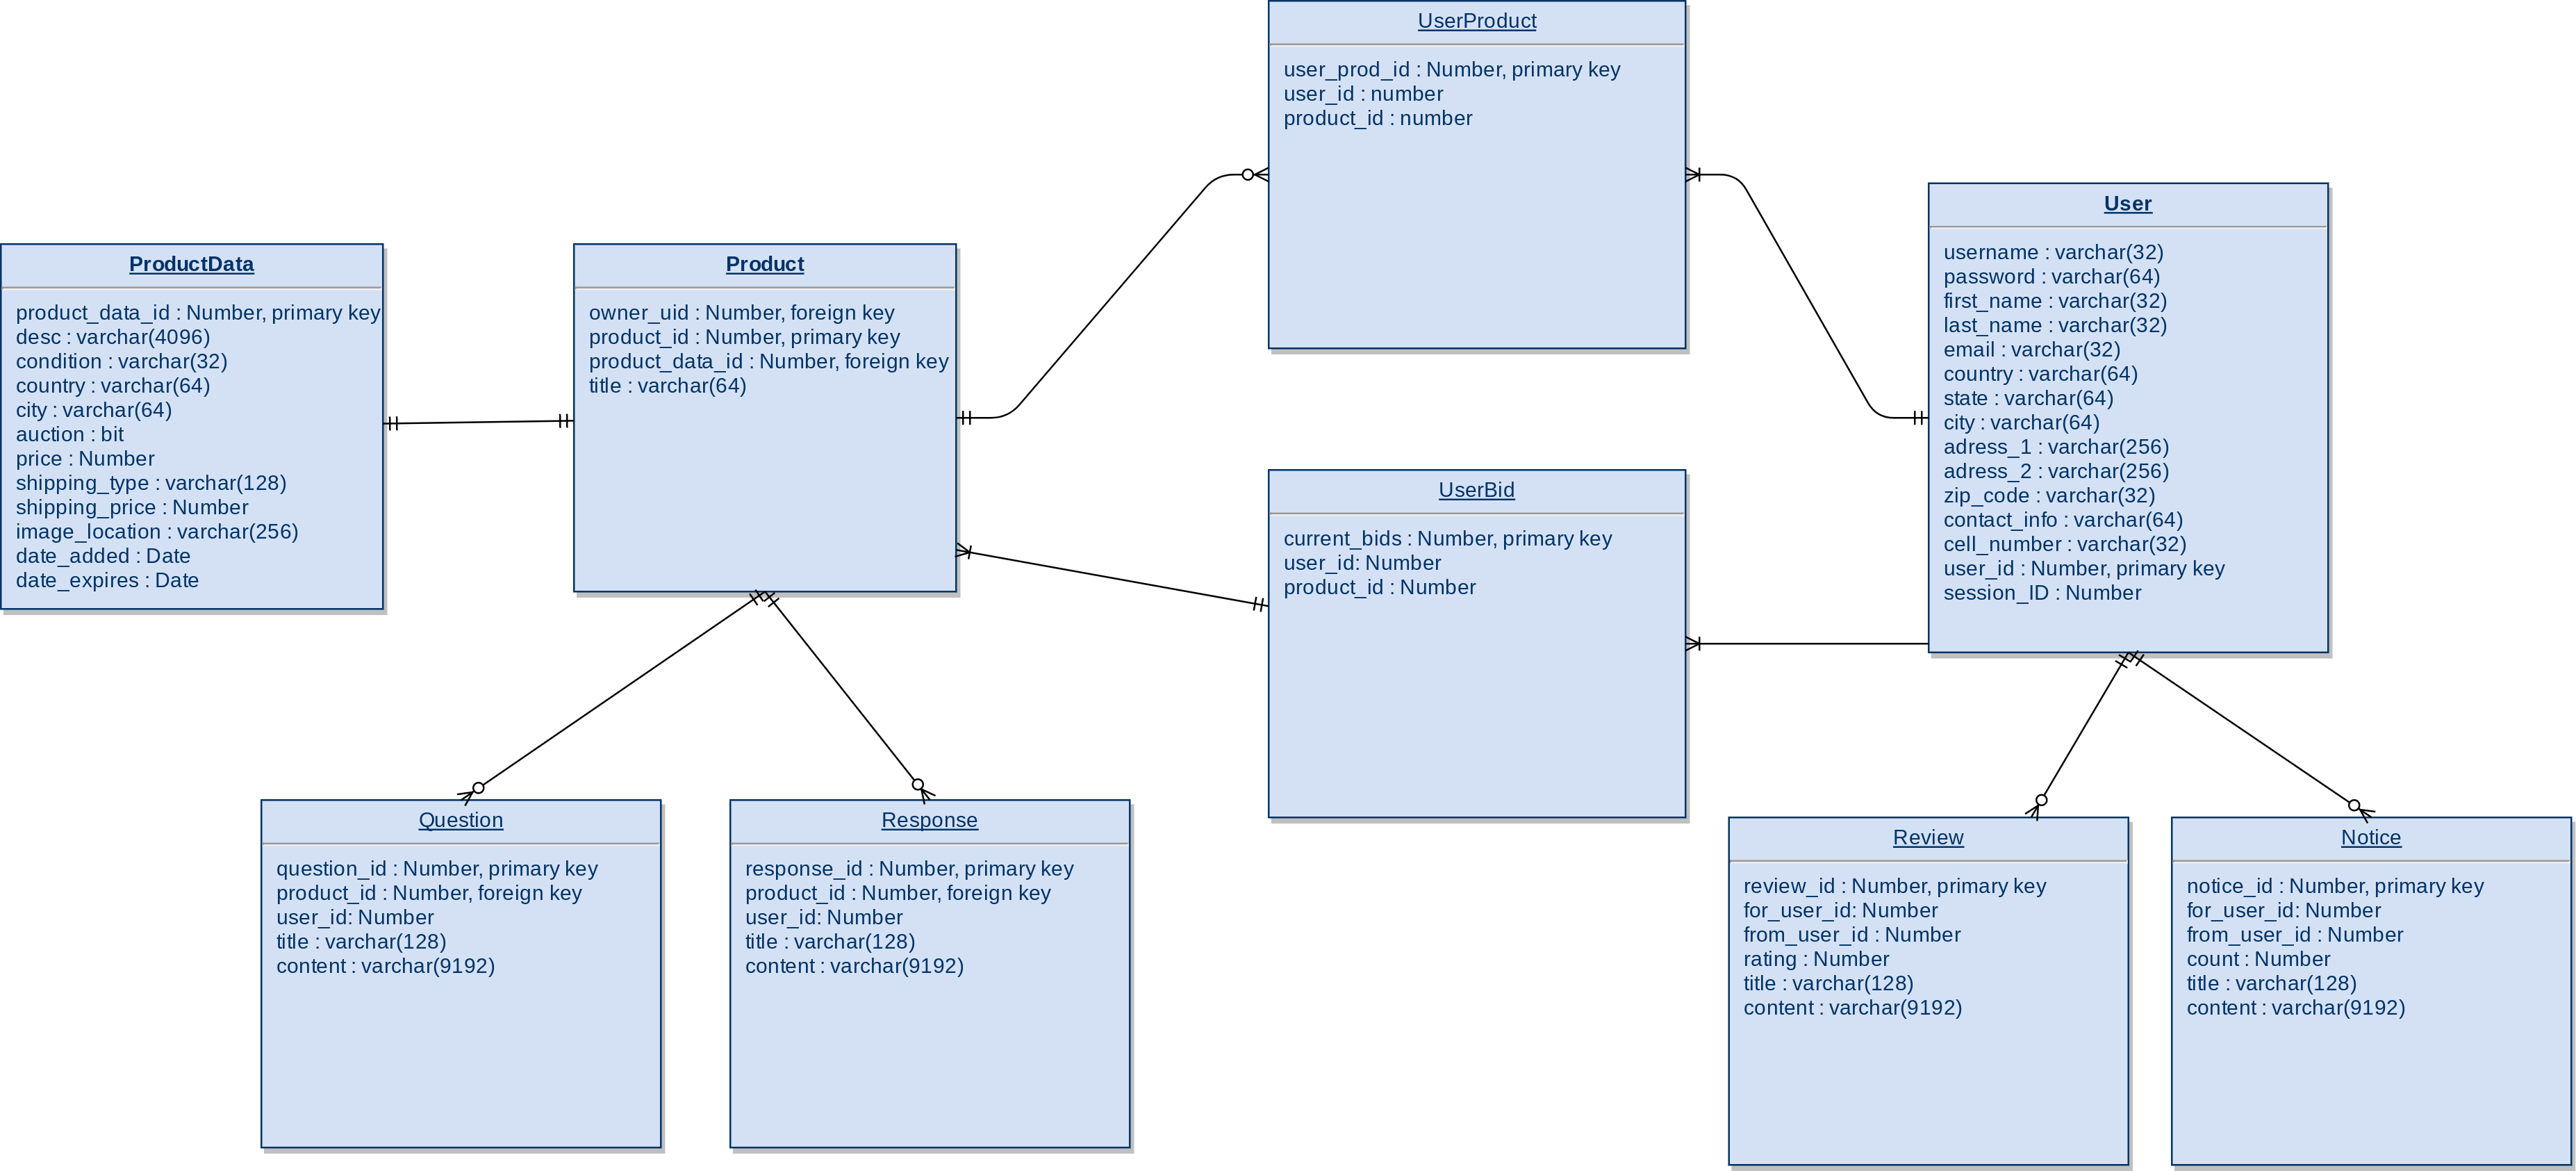 UserProduct
user_prod_id : Number, primary key
user_id : number
product_id : number
User
username : varchar(32)
password : varchar(64)
first_name : varchar(32)
last_name : varchar(32)
email : varchar(32)
country : varchar(64)
state : varchar(64)
city : varchar(64)
adress_1 : varchar(256)
adress_2 : varchar(256)
zip_code : varchar(32)
contact_info : varchar(64)
cell_number : varchar(32)
user_id : Number, primary key
session_ID : Number
ProductData
product_data_id : Number, primary key
desc : varchar(4096)
condition : varchar(32)
country : varchar(64)
city : varchar(64)
auction : bit
price : Number
shipping_type : varchar(128)
shipping_price : Number
image_location : varchar(256)
date_added : Date
date_expires : Date
Product
owner_uid : Number, foreign key
product_id : Number, primary key
product_data_id : Number, foreign key
title : varchar(64)
UserBid
current_bids : Number, primary key
user_id: Number
product_id : Number
Question
question_id : Number, primary key
product_id : Number, foreign key
user_id: Number
title : varchar(128)
content : varchar(9192)
Response
response_id : Number, primary key
product_id : Number, foreign key
user_id: Number
title : varchar(128)
content : varchar(9192)
Review
review_id : Number, primary key
for_user_id: Number
from_user_id : Number
rating : Number
title : varchar(128)
content : varchar(9192)
Notice
notice_id : Number, primary key
for_user_id: Number
from_user_id : Number
count : Number
title : varchar(128)
content : varchar(9192)